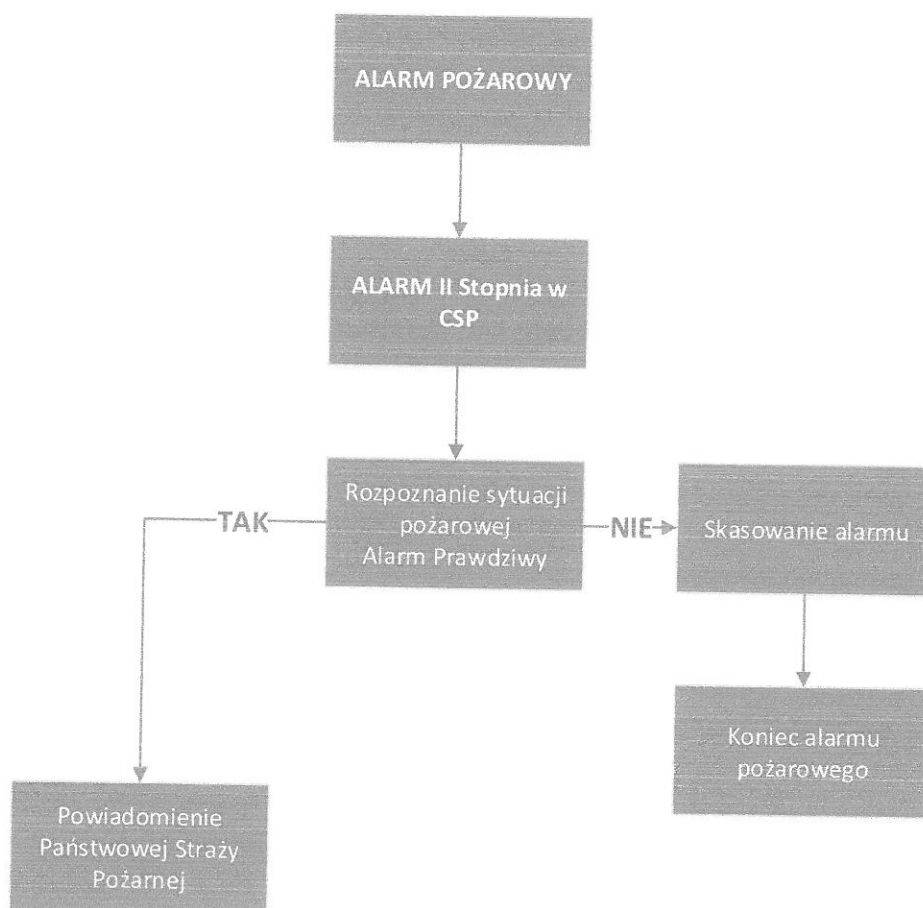 ALARM POŻAROWY
ALARM II Stopnia w
CSP
Rozpoznanie sytuacji
pożarowej
Alarm Prawdziwy
TAK
NIE
Skasowanie alarmu
Koniec alarmu
pożarowego
Powiadomienie
Państwowej Straży
Pożarnej